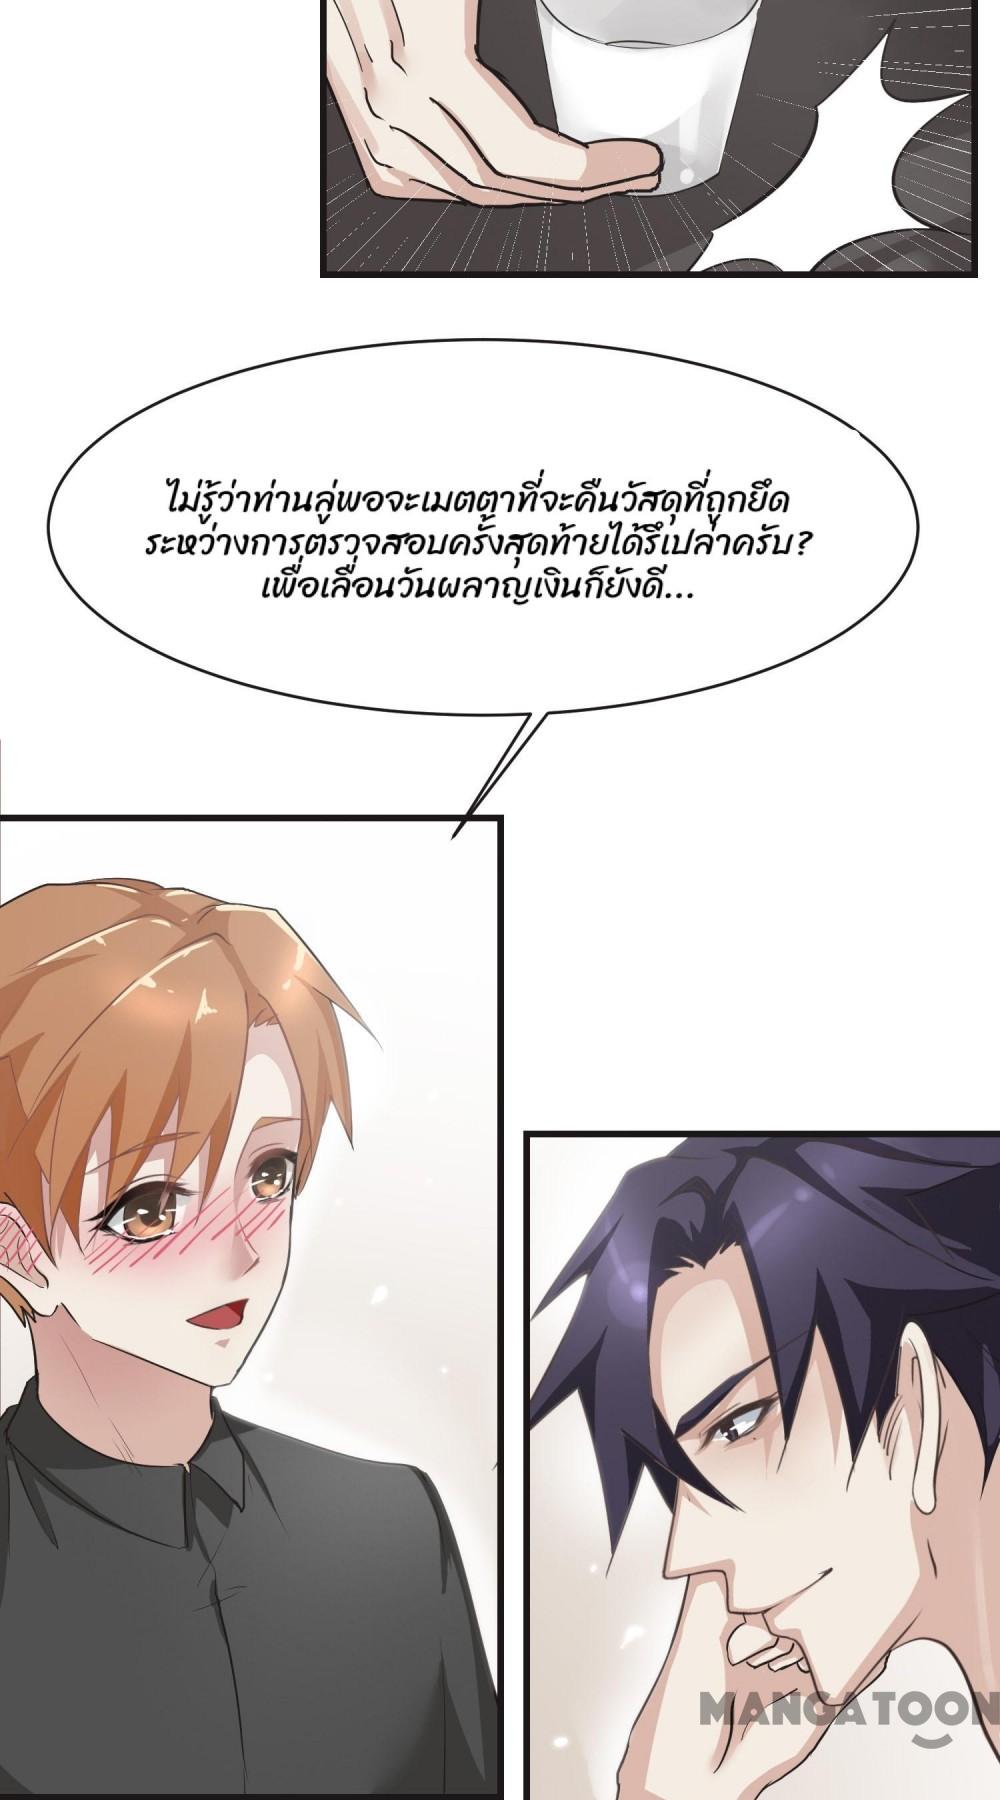 ไม่รู้ว่าท่านลู่พอจะเมตตาที่จะคืนวัสดุที่ถูกยึด
ระหว่างการตรวจสอบครั้งสุดท้ายได้รึเปล่าครับ?
เพื่อเลื่อนวันผลาญเงินก็ยังดี...
MANGATOON